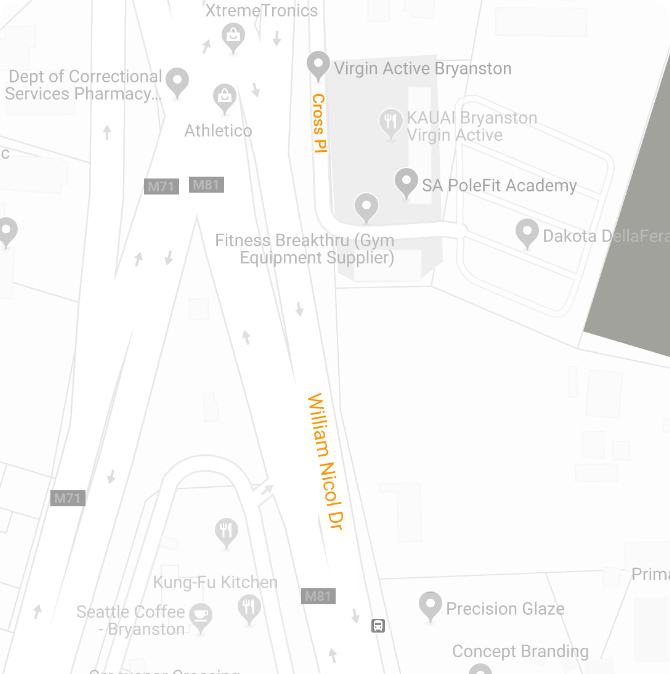 XtremeTronics
Dept of Correctional
Services Pharmacy...
Virgin Active Bryanston
Athletico
Cross Pl
KAUAI Bryanston
Virgin Active
c
M71
M81
SA PoleFit Academy
Fitness Breakthru (Gym
Equipment Supplier)
Dakota DellaFera
William Nicol Dr
M71
Kung-Fu Kitchen
M81
Prima
Seattle Coffee
- Bryanston
Precision Glaze
Concept Branding
Grosvenor Crossing